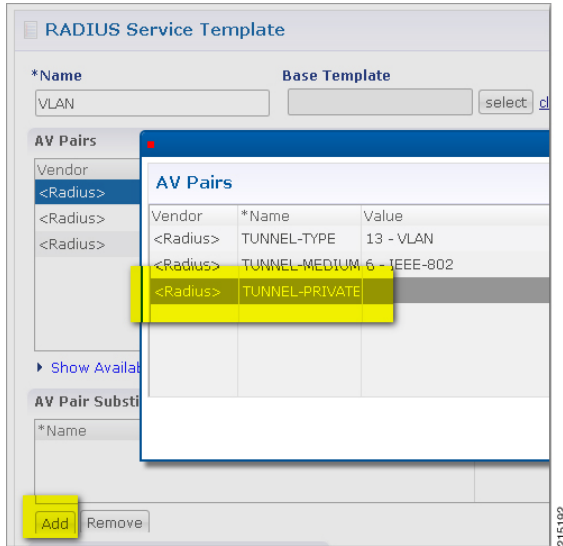 RADIUS Service Template
*Name Base Template
VLAN select cl
AV Pairs
Vendor
<Radius>
<Radius>
<Radius>
AV Pairs
Vendor *Name Value
<Radius> TUNNEL-TYPE 13 - VLAN
<Radius> TUNNEL-MEDIUM 6 - IEEE-802
<Radius> TUNNEL-PRIVATE
Show Availab
AV Pair Substi
*Name
Add Remove
215192